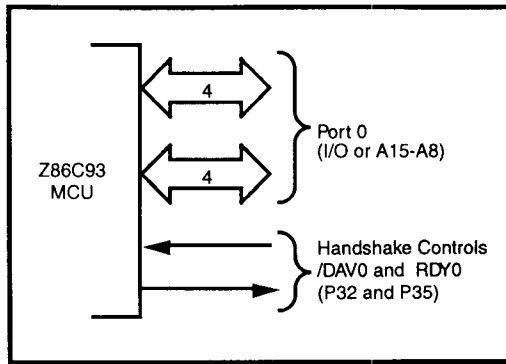 4
Port 0
(I/O or A15-A8)
4
Z86C93
MCU
Handshake Controls
/DAV0 and RDY0
(P32 and P35)